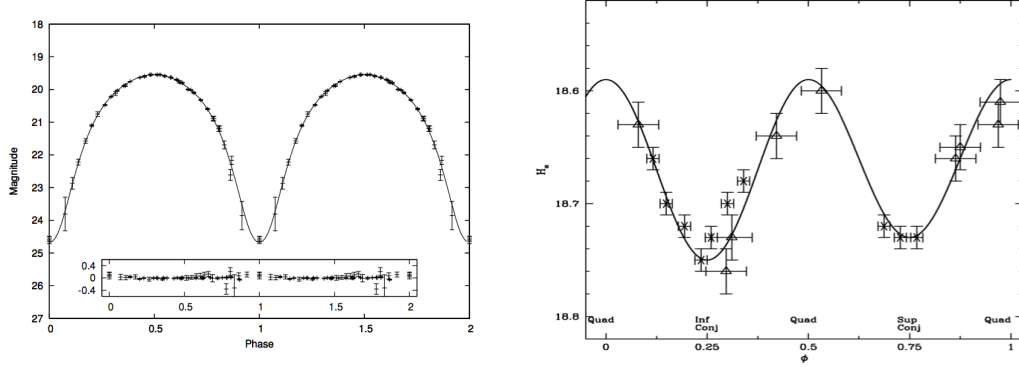 18
19
20
21
22
23
24
25
26
27
Magnitude
0.4
0
-0.4
0 0.5 1 1.5 2
0 0.5 1 1.5 2
Phase
18.6
18.7
18.8
H_s
Quad Inf Conj Quad Sup Conj Quad
0 0.25 0.5 0.75 1
φ